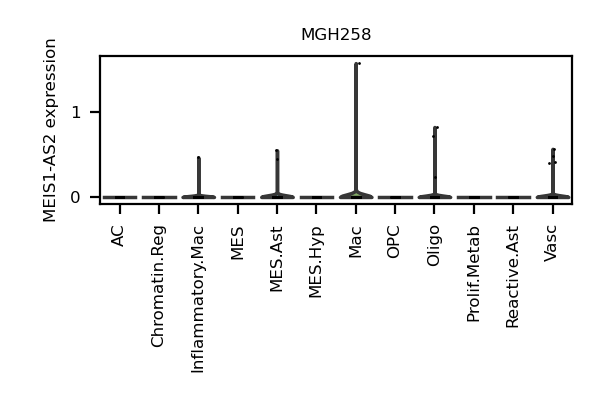 MGH258
MEIS1-AS2 expression
1
0
AC
Chromatin.Reg
Inflammatory.Mac
MES
MES.Ast
MES.Hyp
Mac
OPC
Oligo
Prolif.Metab
Reactive.Ast
Vasc